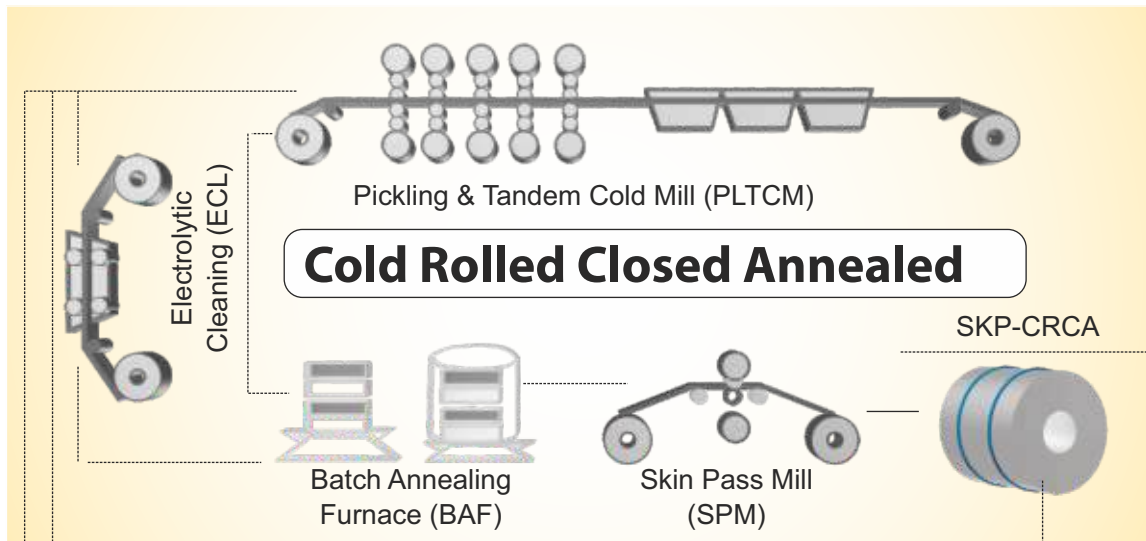 Pickling & Tandem Cold Mill (PLTCM)
Electrolytic
Cleaning (ECL)
Cold Rolled Closed Annealed
SKP-CRCA
Batch Annealing
Furnace (BAF)
Skin Pass Mill
(SPM)